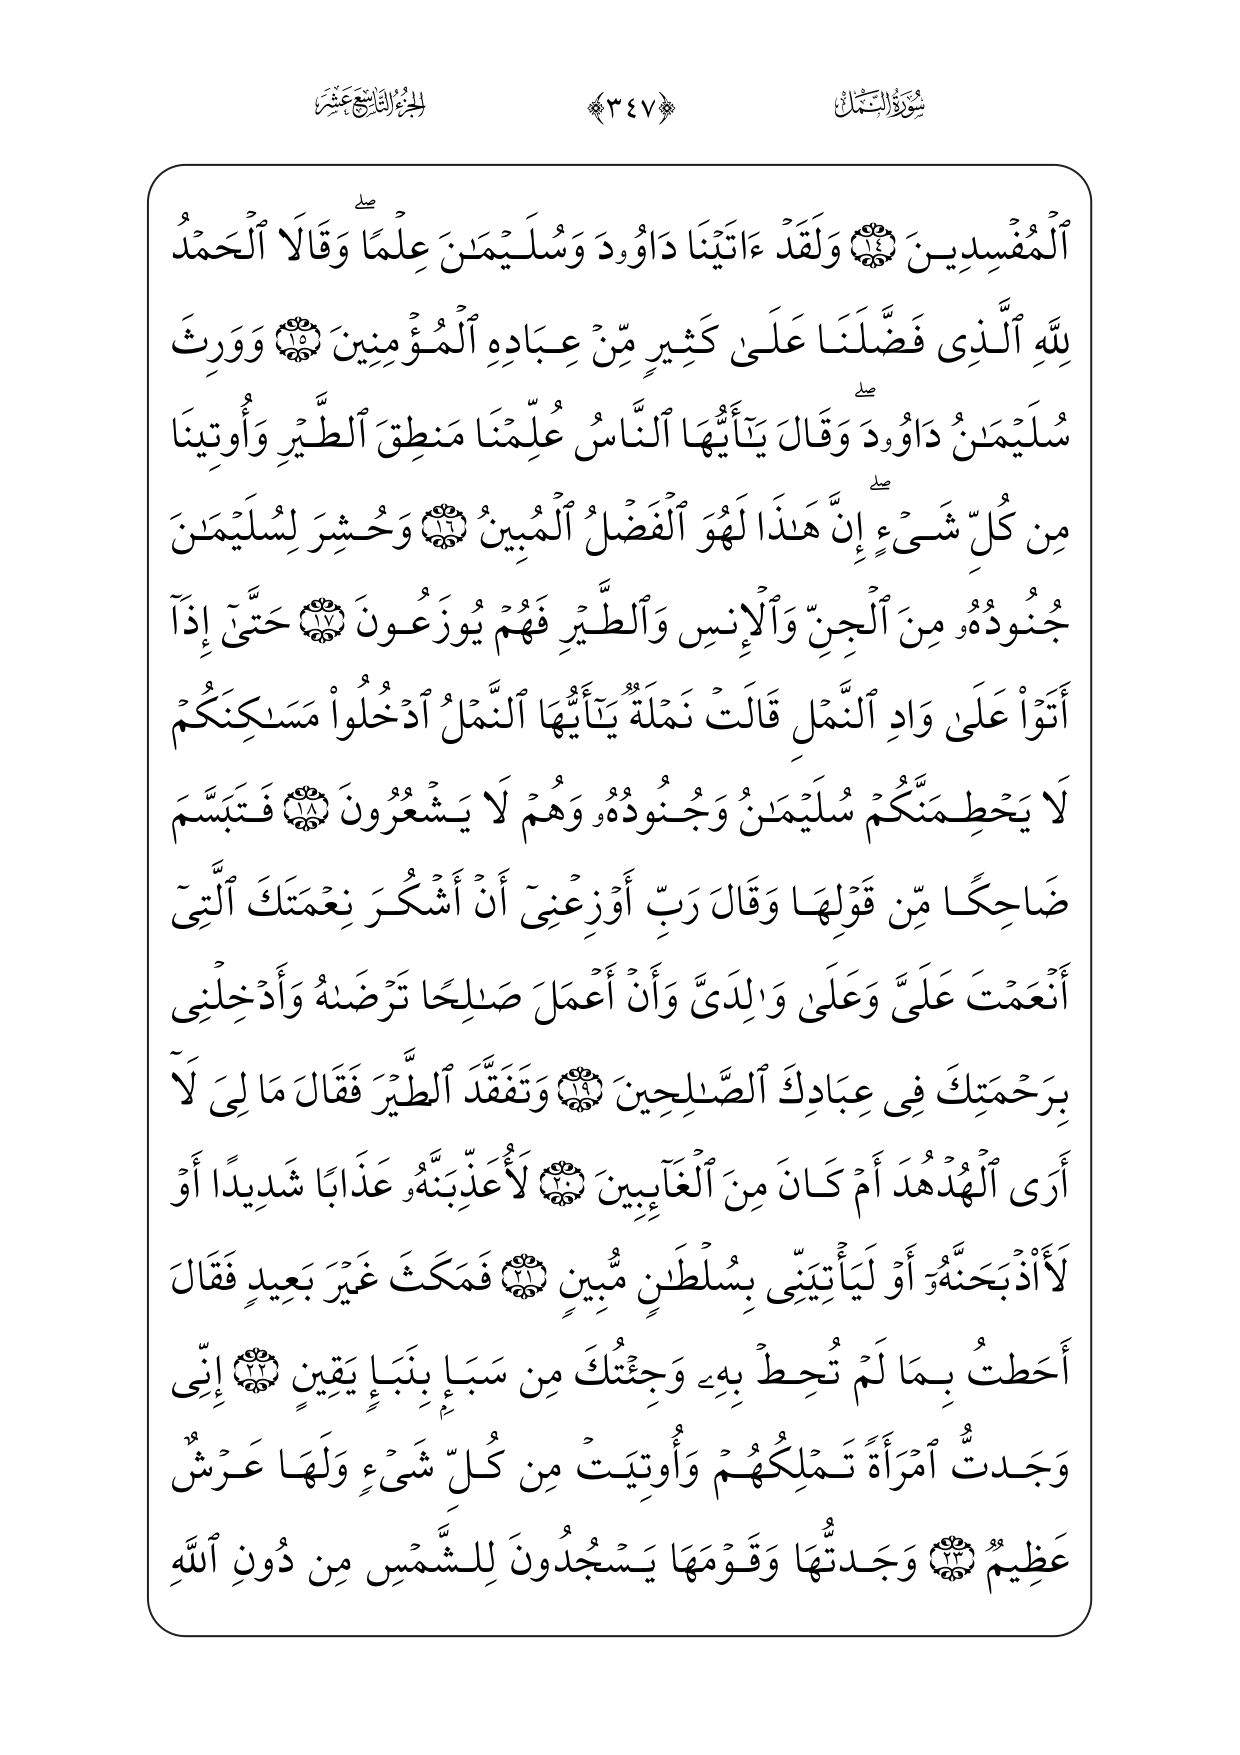 سُورَةُ النَّمْل ﴿٣٤٧﴾ الجُزْءُ التَّاسِعَ عَشَرَ
ٱلْمُفْسِدِينَ ١٤ وَلَقَدْ ءَاتَيْنَا دَاوُۥدَ وَسُلَيْمَـٰنَ عِلْمًا ۖ وَقَالَا ٱلْحَمْدُ
لِلَّهِ ٱلَّذِى فَضَّلَنَا عَلَىٰ كَثِيرٍ مِّنْ عِبَادِهِ ٱلْمُؤْمِنِينَ ١٥ وَوَرِثَ
سُلَيْمَـٰنُ دَاوُۥدَ ۖ وَقَالَ يَـٰٓأَيُّهَا ٱلنَّاسُ عُلِّمْنَا مَنطِقَ ٱلطَّيْرِ وَأُوتِينَا
مِن كُلِّ شَىْءٍ ۖ إِنَّ هَـٰذَا لَهُوَ ٱلْفَضْلُ ٱلْمُبِينُ ١٦ وَحُشِرَ لِسُلَيْمَـٰنَ
جُنُودُهُۥ مِنَ ٱلْجِنِّ وَٱلْإِنسِ وَٱلطَّيْرِ فَهُمْ يُوزَعُونَ ١٧ حَتَّىٰٓ إِذَآ
أَتَوْا۟ عَلَىٰ وَادِ ٱلنَّمْلِ قَالَتْ نَمْلَةٌ يَـٰٓأَيُّهَا ٱلنَّمْلُ ٱدْخُلُوا۟ مَسَـٰكِنَكُمْ
لَا يَحْطِمَنَّكُمْ سُلَيْمَـٰنُ وَجُنُودُهُۥ وَهُمْ لَا يَشْعُرُونَ ١٨ فَتَبَسَّمَ
ضَاحِكًا مِّن قَوْلِهَا وَقَالَ رَبِّ أَوْزِعْنِىٓ أَنْ أَشْكُرَ نِعْمَتَكَ ٱلَّتِىٓ
أَنْعَمْتَ عَلَىَّ وَعَلَىٰ وَٰلِدَىَّ وَأَنْ أَعْمَلَ صَـٰلِحًا تَرْضَىٰهُ وَأَدْخِلْنِى
بِرَحْمَتِكَ فِى عِبَادِكَ ٱلصَّـٰلِحِينَ ١٩ وَتَفَقَّدَ ٱلطَّيْرَ فَقَالَ مَا لِىَ لَآ
أَرَى ٱلْهُدْهُدَ أَمْ كَانَ مِنَ ٱلْغَآئِبِينَ ٢٠ لَأُعَذِّبَنَّهُۥ عَذَابًا شَدِيدًا أَوْ
لَأَا۟ذْبَحَنَّهُۥٓ أَوْ لَيَأْتِيَنِّى بِسُلْطَـٰنٍ مُّبِينٍ ٢١ فَمَكَثَ غَيْرَ بَعِيدٍ فَقَالَ
أَحَطتُ بِمَا لَمْ تُحِطْ بِهِۦ وَجِئْتُكَ مِن سَبَإٍۭ بِنَبَإٍ يَقِينٍ ٢٢ إِنِّى
وَجَدتُّ ٱمْرَأَةً تَمْلِكُهُمْ وَأُوتِيَتْ مِن كُلِّ شَىْءٍ وَلَهَا عَرْشٌ
عَظِيمٌ ٢٣ وَجَدتُّهَا وَقَوْمَهَا يَسْجُدُونَ لِلشَّمْسِ مِن دُونِ ٱللَّهِ